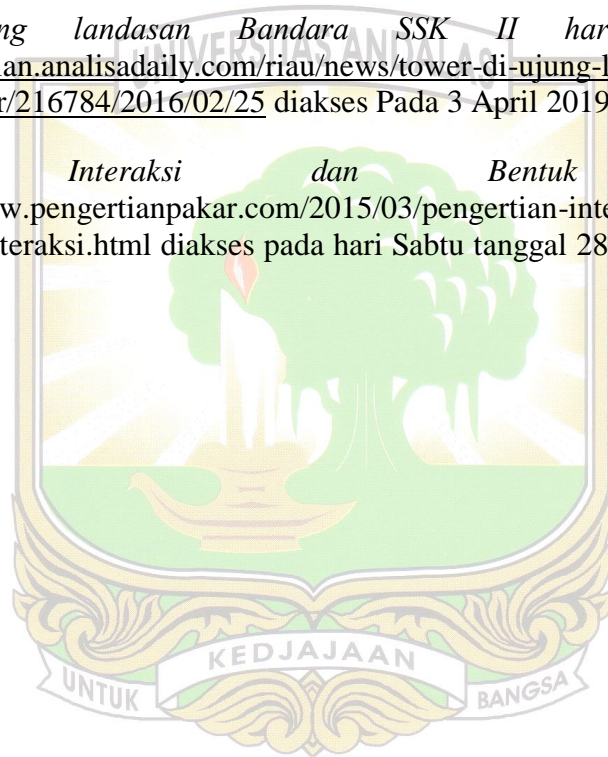 ng landasan Bandara SSK II har
UNIVERSITAS ANDALAS
nan.analisadaily.com/riau/news/tower-di-ujung-l
r/216784/2016/02/25 diakses Pada 3 April 2019
Interaksi dan Bentuk
w.pengertianpakar.com/2015/03/pengertian-inte
teraksi.html diakses pada hari Sabtu tanggal 28
KEDJAJAAN
UNTUK BANGSA